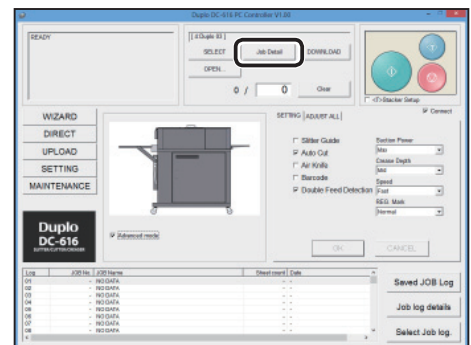 Duplo DC-616 PC Controller V1.00
READY
SELECT
Job Detail
DOWNLOAD
OPEN...
0 / 0
Clear
Stacker Setup
Connect
WIZARD
DIRECT
UPLOAD
SETTING
MAINTENANCE
Duplo
DC-616
Advanced mode
SETTING ADJUST ALL
Slitter Guide
Auto Cut
Air Knife
Barcode
Double Feed Detection
Suction Power
Max
Crease Depth
Mid
Speed
Fast
REG. Mark
Normal
OK
CANCEL
Log JOB No. JOB Name Sheet count Date
01 - NO DATA - -
02 - NO DATA - -
03 - NO DATA - -
04 - NO DATA - -
05 - NO DATA - -
06 - NO DATA - -
07 - NO DATA - -
08 - NO DATA - -
Saved JOB Log
Job log details
Select Job log.